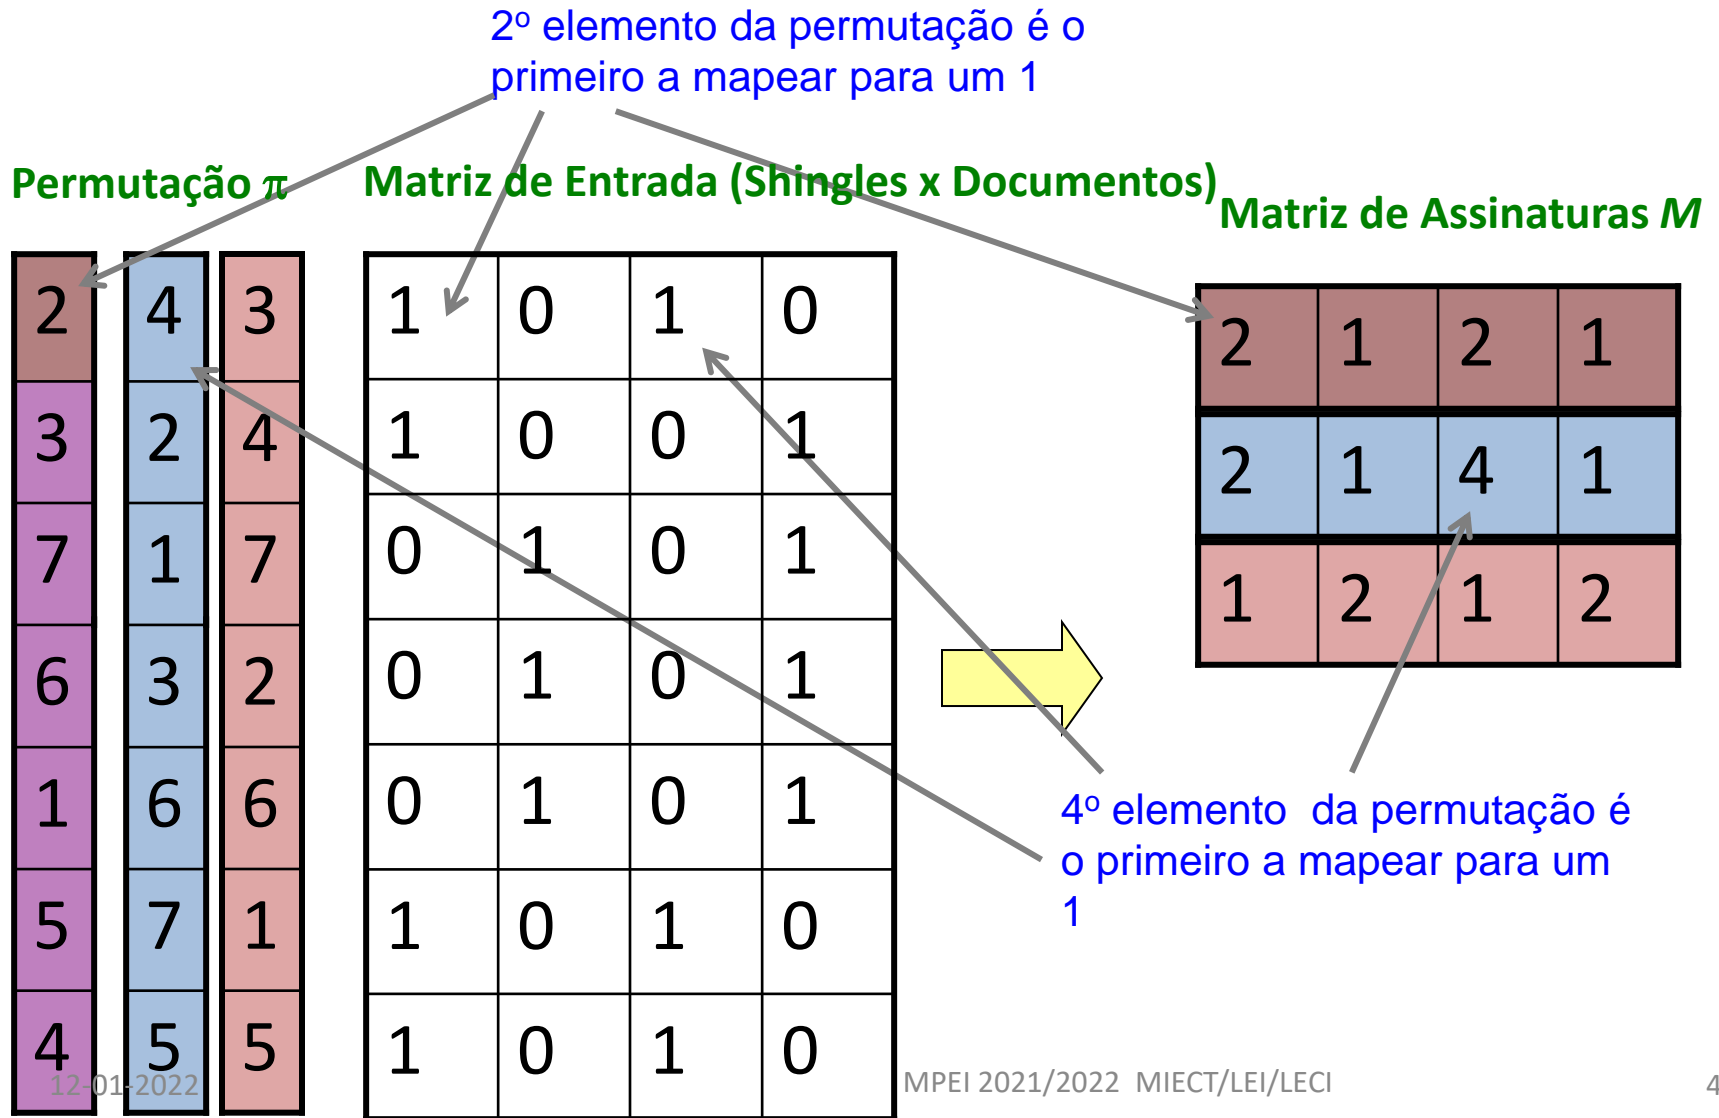 2º elemento da permutação é o
primeiro a mapear para um 1
Permutação π
Matriz de Entrada (Shingles x Documentos)
Matriz de Assinaturas M
2 4 3 1 0 1 0
3 2 4 1 0 0 1
7 1 7 0 1 0 1
6 3 2 0 1 0 1
1 6 6 0 1 0 1
5 7 1 1 0 1 0
4 5 5 1 0 1 0
2 1 2 1
2 1 4 1
1 2 1 2
4º elemento  da permutação é
o primeiro a mapear para um
1
12-01-2022
MPEI 2021/2022  MIECT/LEI/LECI
4